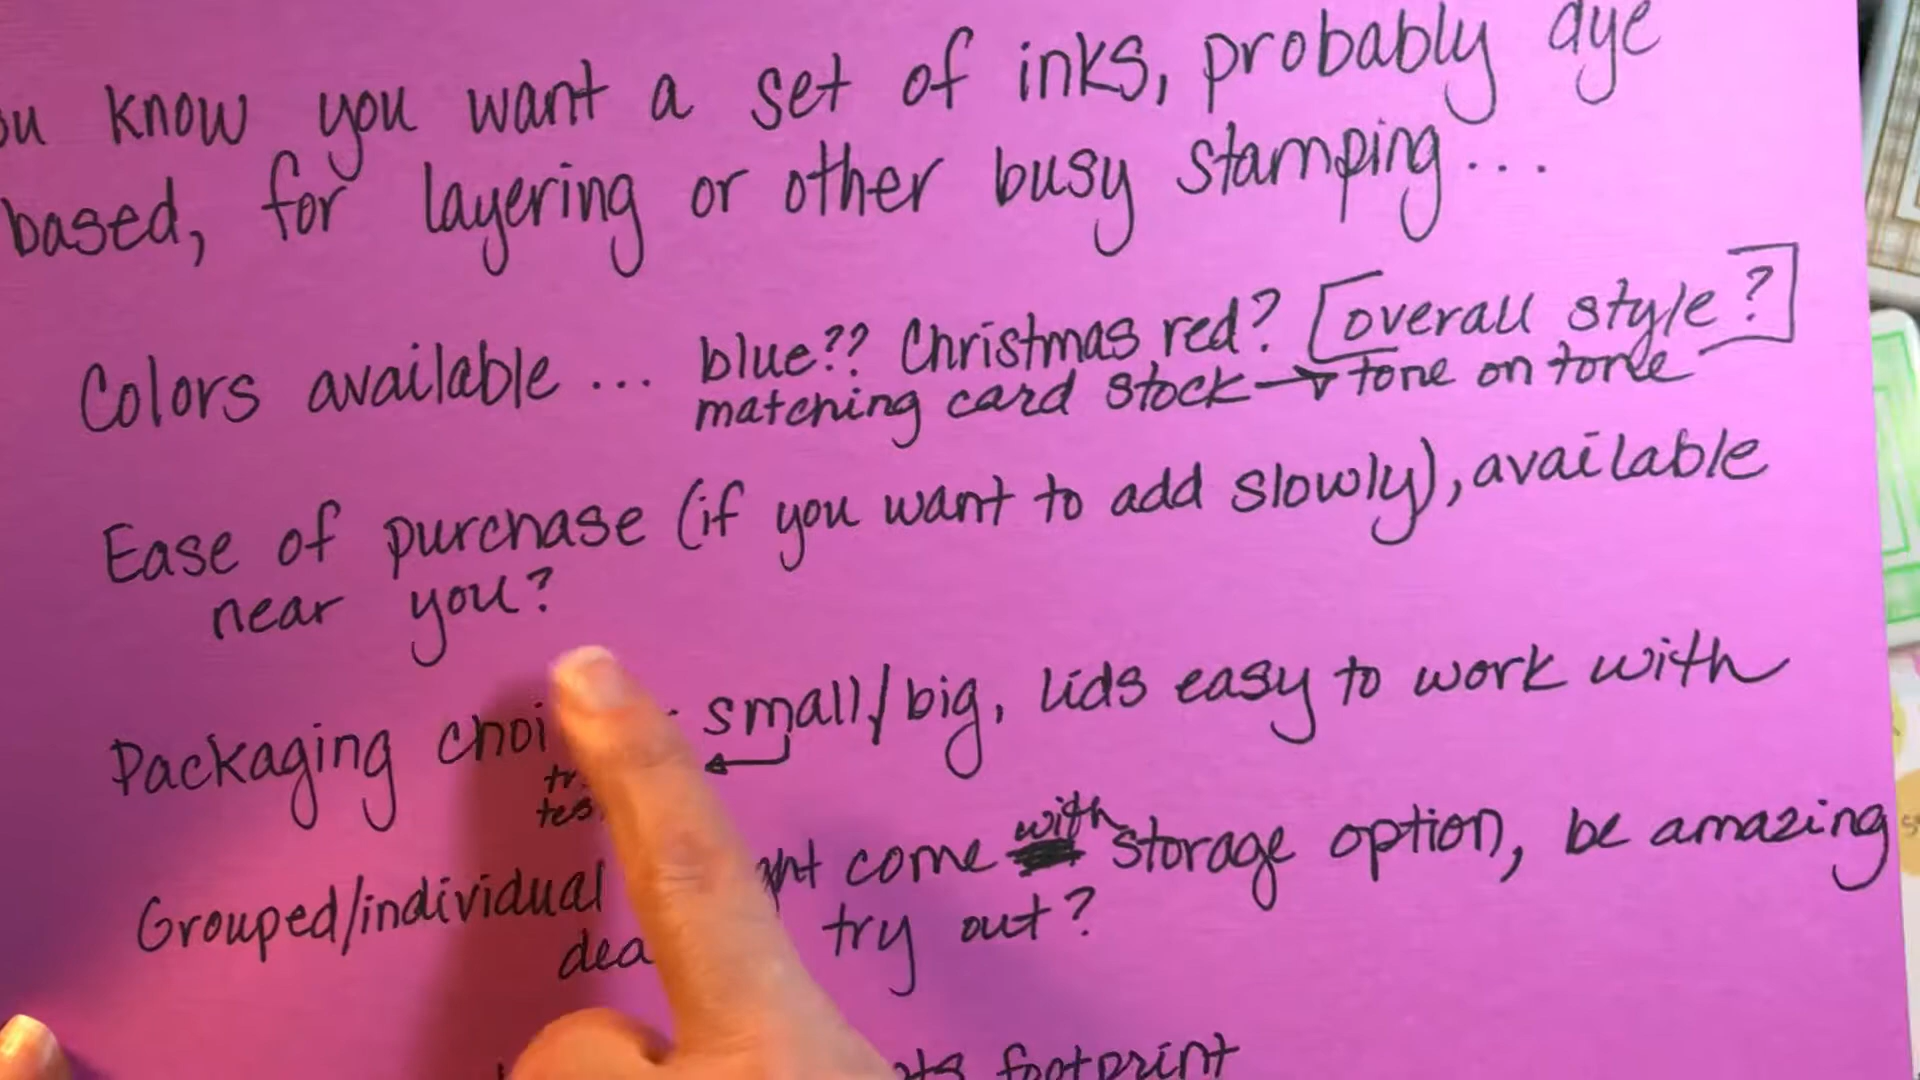 know you want a set of inks, probably dye
based, for layering or other busy stamping...
Colors available ... blue?? Christmas red? [overall style?]
matching card stock → tone on tone
Ease of purchase (if you want to add slowly), available
near you?
Packaging small/big, lids easy to work with
Grouped/individual come with storage option, be amazing
try out?
footprint